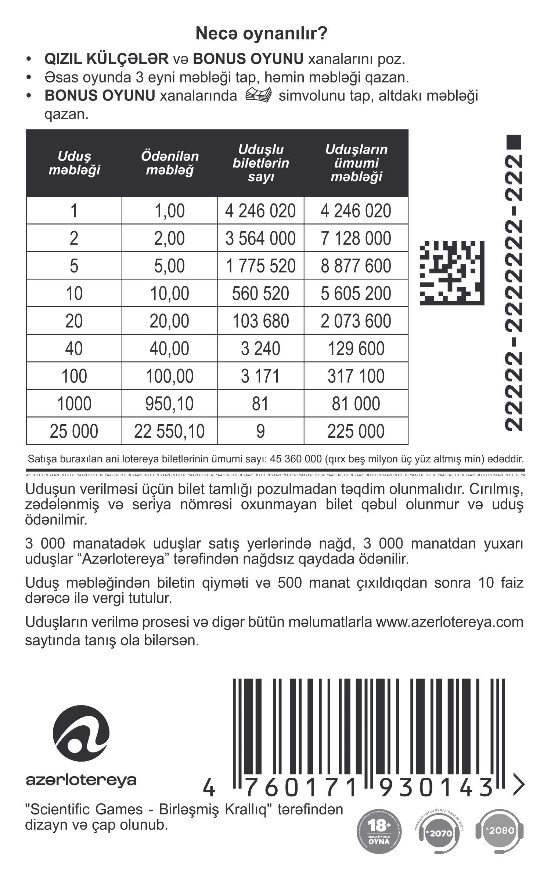 Necə oynanılır?
• QIZIL KÜLÇƏLƏR və BONUS OYUNU xanalarını poz.
• Əsas oyunda 3 eyni məbləği tap, həmin məbləği qazan.
• BONUS OYUNU xanalarında simvolunu tap, altdakı məbləği
qazan.
Uduş məbləği Ödənilən məbləğ Uduşlu biletlərin sayı Uduşların ümumi məbləği
1 1,00 4 246 020 4 246 020
2 2,00 3 564 000 7 128 000
5 5,00 1 775 520 8 877 600
10 10,00 560 520 5 605 200
20 20,00 103 680 2 073 600
40 40,00 3 240 129 600
100 100,00 3 171 317 100
1000 950,10 81 81 000
25 000 22 550,10 9 225 000
22222-2222222-222
Satışa buraxılan ani lotereya biletlərinin ümumi sayı: 45 360 000 (qırx beş milyon üç yüz altmış min) ədəddir.
Uduşun verilməsi üçün bilet tamlığı pozulmadan təqdim olunmalıdır. Cırılmış,
zədələnmiş və seriya nömrəsi oxunmayan bilet qəbul olunmur və uduş
ödənilmir.
3 000 manatadək uduşlar satış yerlərində nağd, 3 000 manatdan yuxarı
uduşlar “Azərlotereya” tərəfindən nağdsız qaydada ödənilir.
Uduş məbləğindən biletin qiyməti və 500 manat çıxıldıqdan sonra 10 faiz
dərəcə ilə vergi tutulur.
Uduşların verilmə prosesi və digər bütün məlumatlarla www.azerlotereya.com
saytında tanış ola bilərsən.
azərlotereya
4 760171 930143 >
"Scientific Games - Birləşmiş Krallıq" tərəfindən
dizayn və çap olunub.
18+
OYNA
*2070
*2080